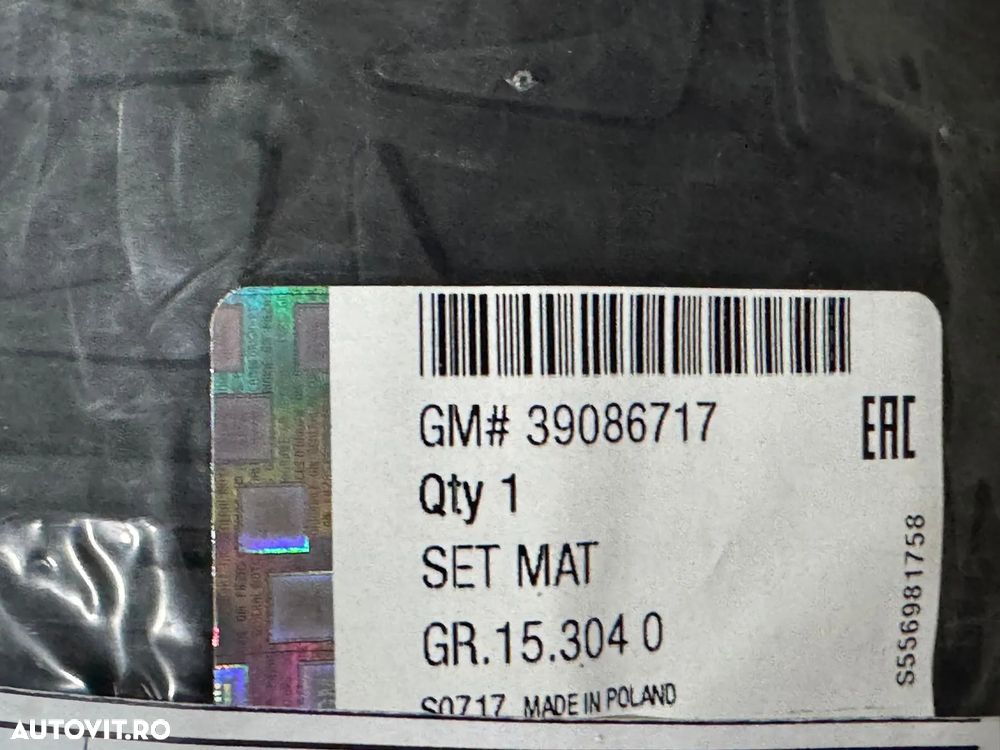 GM# 39086717
EAC
Qty 1
SET MAT
GR.15.304 0
S0717 MADE IN POLAND
S556981758
AUTOVIT.RO